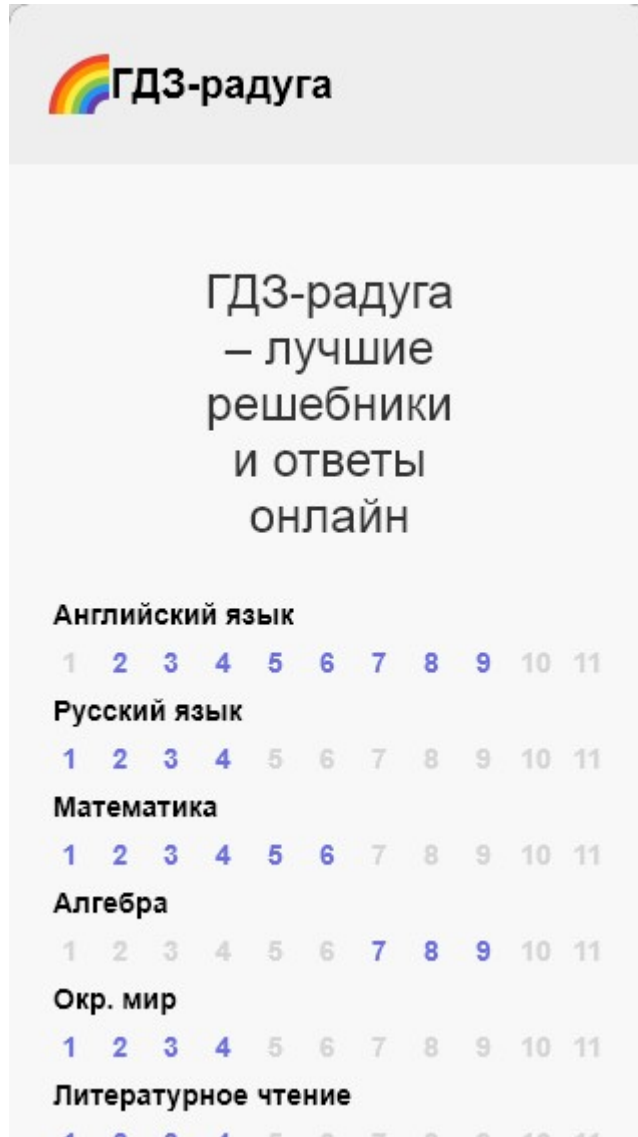 ГДЗ-радуга
ГДЗ-радуга
– лучшие
решебники
и ответы
онлайн
Английский язык
1 2 3 4 5 6 7 8 9 10 11
Русский язык
1 2 3 4 5 6 7 8 9 10 11
Математика
1 2 3 4 5 6 7 8 9 10 11
Алгебра
1 2 3 4 5 6 7 8 9 10 11
Окр. мир
1 2 3 4 5 6 7 8 9 10 11
Литературное чтение